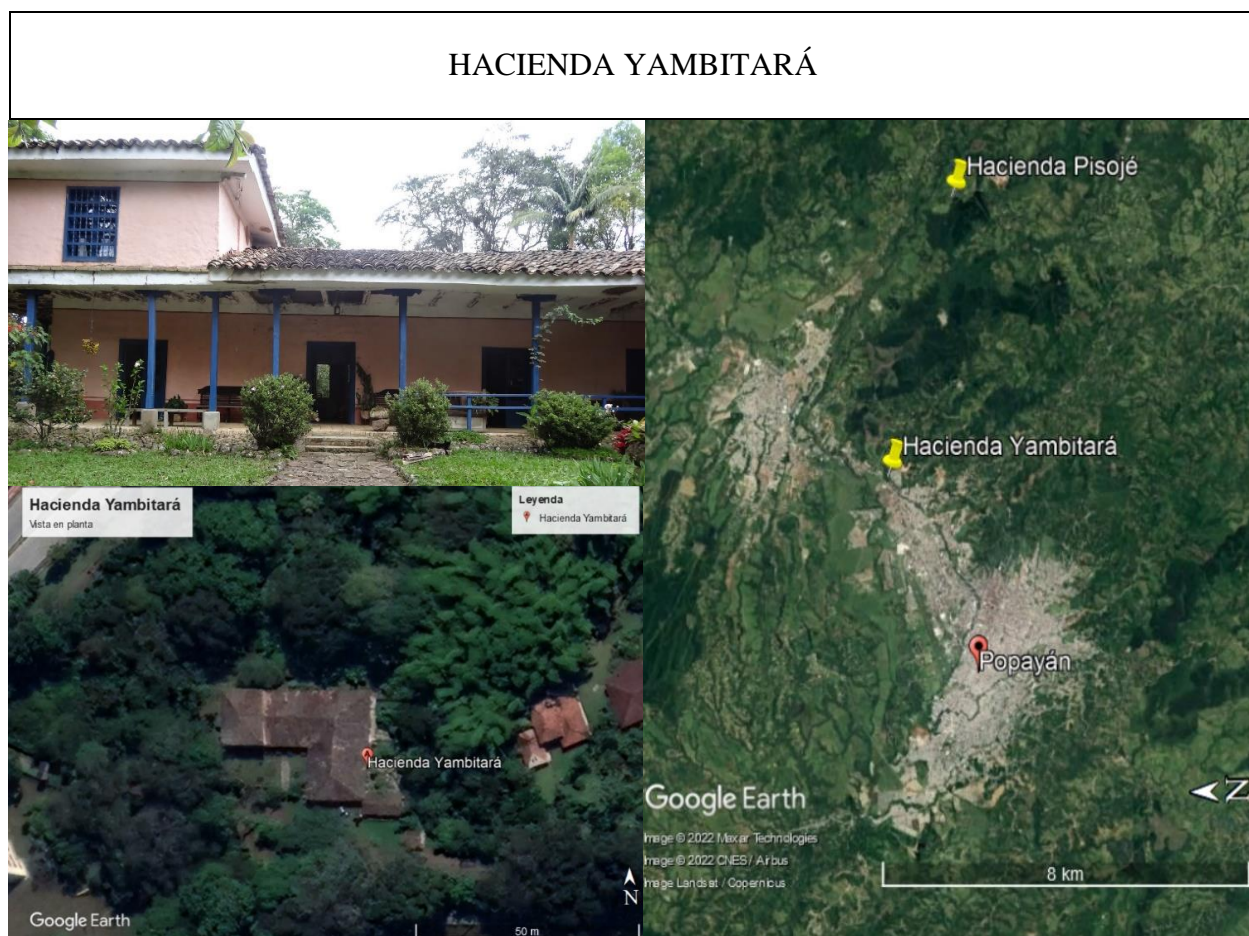 HACIENDA YAMBITARÁ
Hacienda Yambitará
Vista en planta
Leyenda
Hacienda Yambitará
Hacienda Yambitará
N
50 m
Google Earth
Hacienda Pisojé
Hacienda Yambitará
Popayán
N
Google Earth
Image © 2022 Maxar Technologies
Image © 2022 CNES / Airbus
Image Landsat / Copernicus
8 km